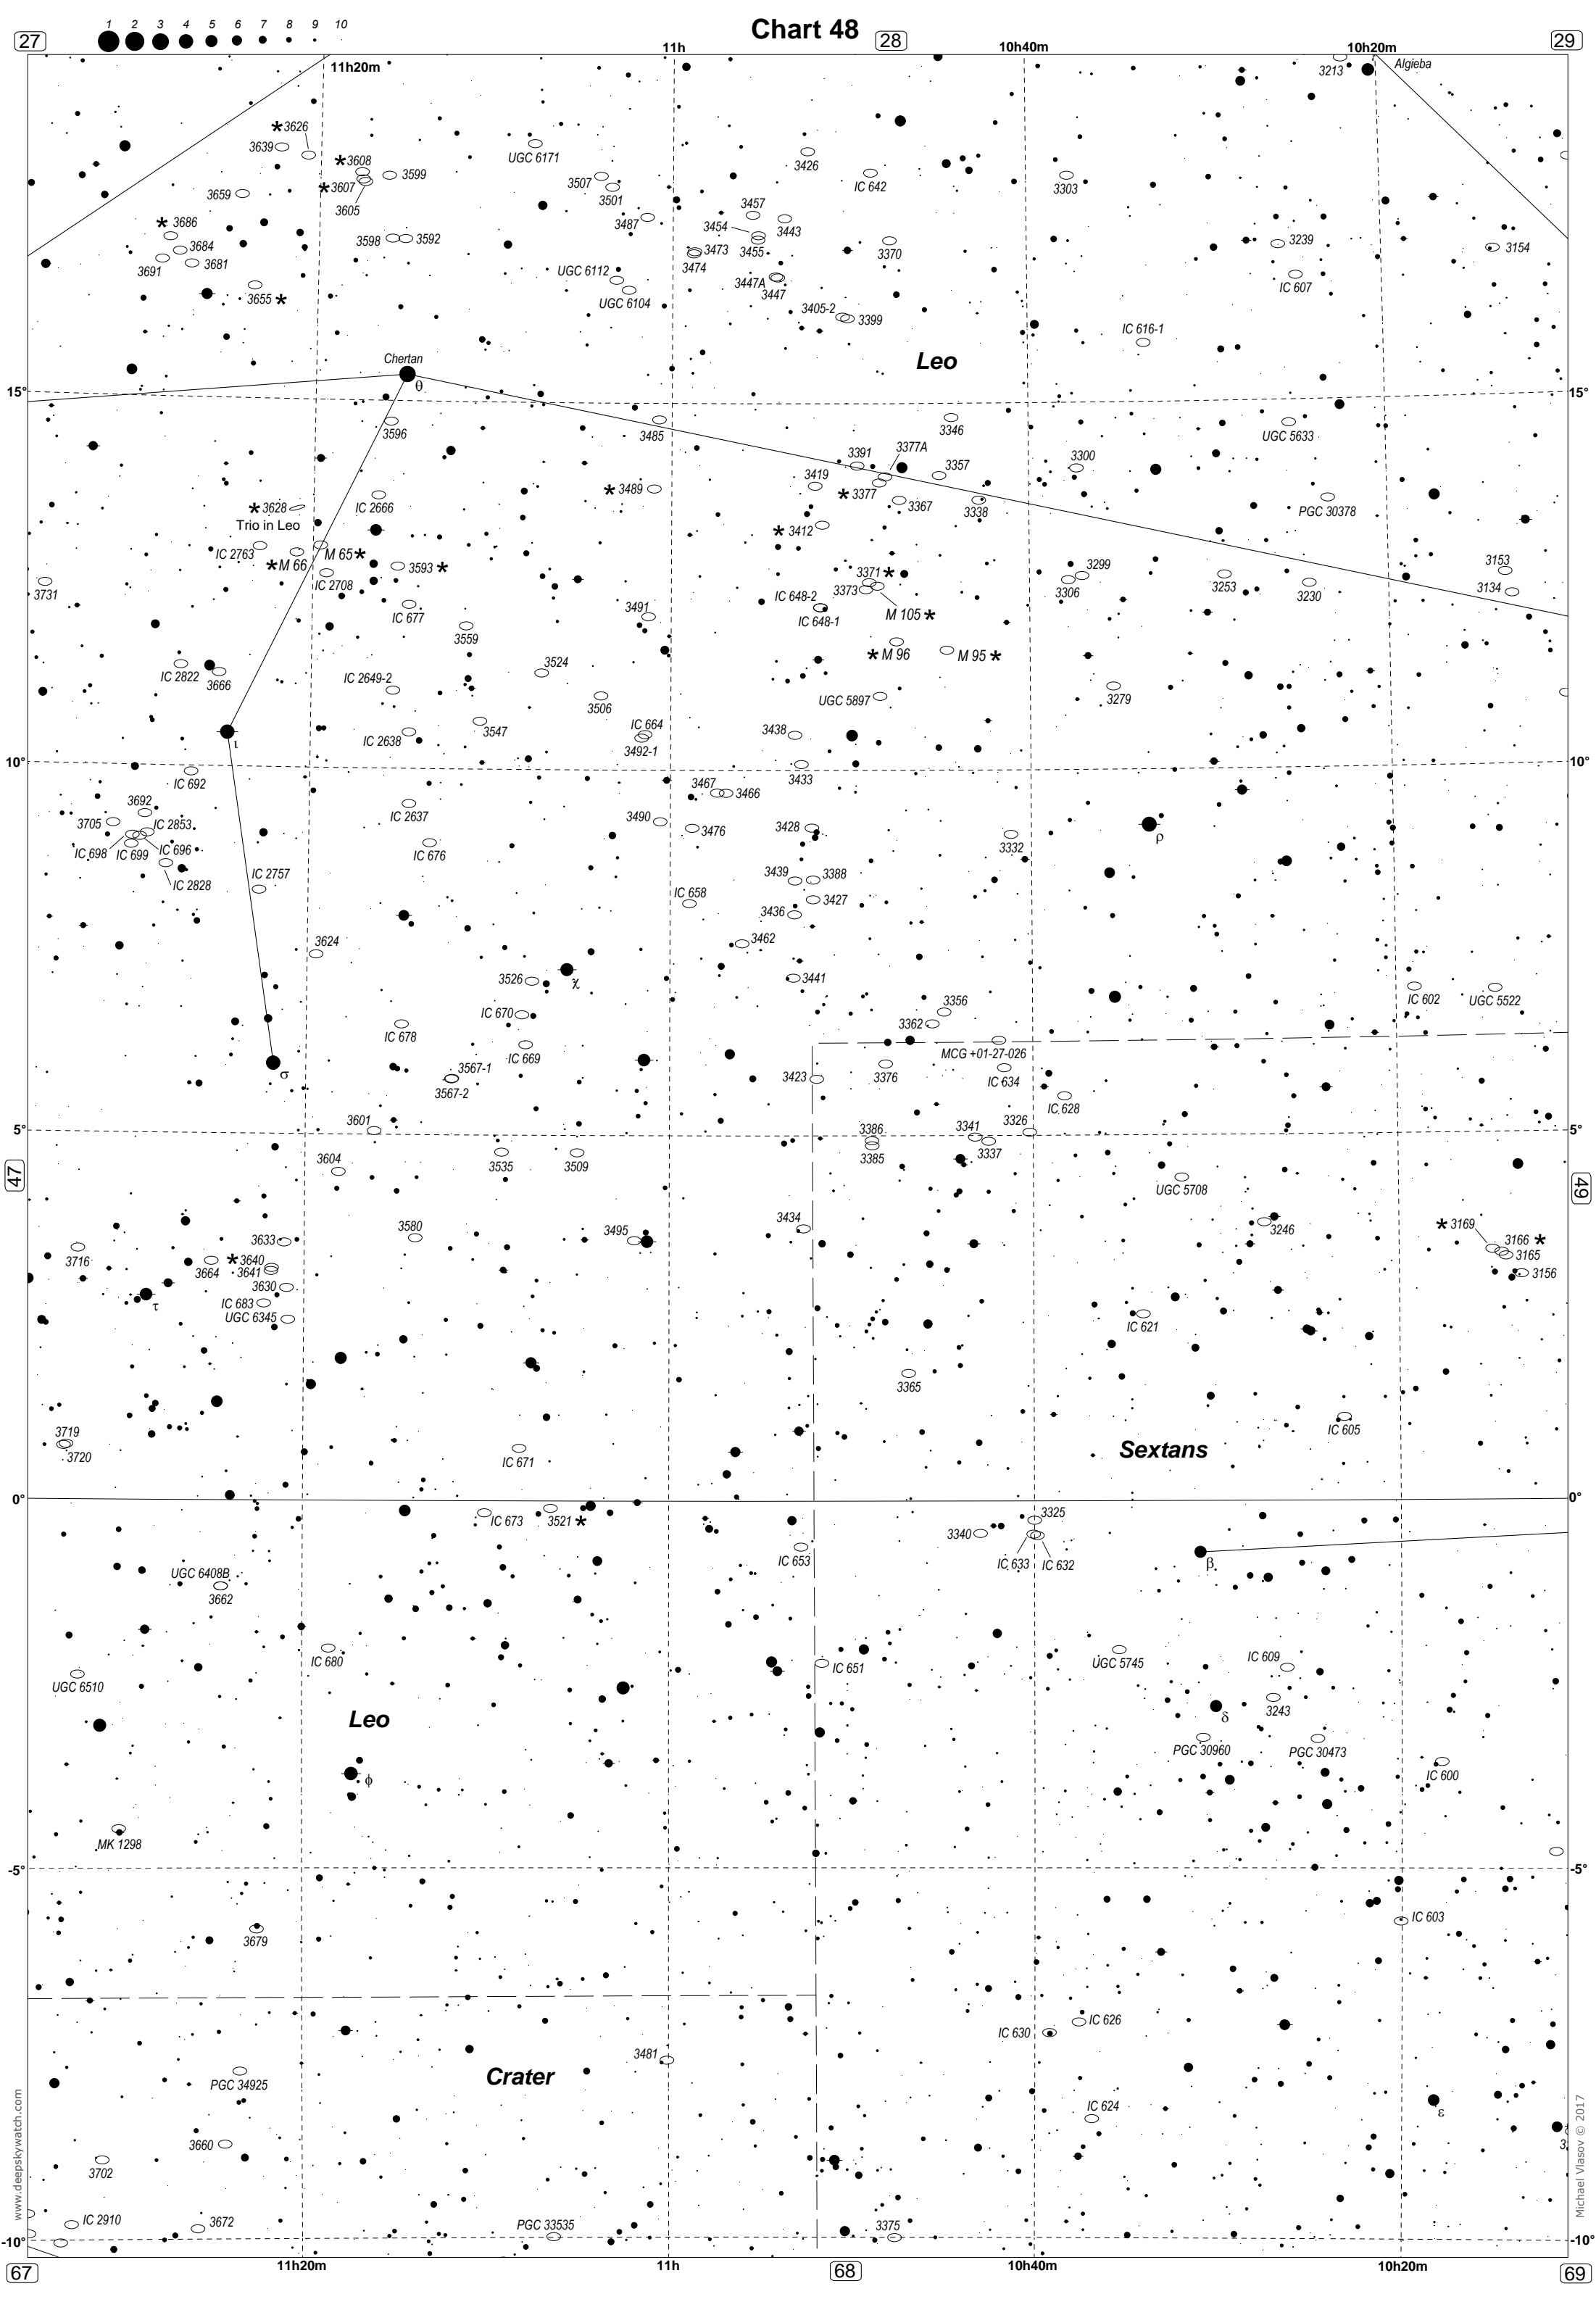 Chart 48
1 2 3 4 5 6 7 8 9 10
27
11h
28
10h40m
10h20m
29
11h20m
3213
Algieba
* 3626
3639
* 3608
* 3607
3605
3599
UGC 6171
3426
IC 642
3303
3507
3501
3659
3487
3457
3454
3455
3443
* 3686
3684
3691
3681
3598
3592
3473
3474
3370
3239
3154
UGC 6112
UGC 6104
3447A
3447
IC 607
3655 *
3405-2
3399
IC 616-1
Leo
Chertan
θ
15°
15°
3596
3485
3346
UGC 5633
3391
3377A
3357
3300
3419
* 3377
3367
3338
* 3489
IC 2666
PGC 30378
* 3628
Trio in Leo
* 3412
IC 2763
* M 66
M 65 *
IC 2708
3593 *
3371 *
3373
M 105 *
3299
3306
3253
3230
3153
3134
3731
IC 677
IC 648-2
IC 648-1
3491
3559
* M 96
M 95 *
IC 2822
3666
3524
IC 2649-2
3506
UGC 5897
3279
ι
IC 2638
3547
IC 664
3492-1
3438
3433
10°
10°
IC 692
3467
3466
3692
3705
IC 2853
IC 698
IC 699
IC 696
IC 2828
IC 2637
IC 676
3490
3476
3428
3332
ρ
IC 2757
3439
3388
IC 658
3427
3436
3624
3462
χ
3526
3441
IC 602
UGC 5522
IC 670
IC 678
3356
3362
IC 669
MCG +01-27-026
σ
3567-1
3567-2
3423
3376
IC 634
IC 628
3601
3326
5°
5°
3386
3385
3341
3337
3604
3535
3509
UGC 5708
47
49
3434
3580
3495
3246
* 3169
3166 *
3165
3156
3716
3633
* 3640
3641
3664
3630
IC 683
UGC 6345
τ
IC 621
3365
3719
3720
IC 671
IC 605
Sextans
0°
0°
IC 673
3521 *
3325
3340
IC 633
IC 632
IC 653
β
UGC 6408B
3662
IC 680
UGC 6510
IC 651
UGC 5745
IC 609
3243
δ
Leo
PGC 30960
PGC 30473
IC 600
φ
MK 1298
-5°
-5°
IC 603
3679
IC 626
IC 630
3481
Crater
PGC 34925
IC 624
ε
3660
3702
IC 2910
3672
PGC 33535
3375
-10°
-10°
11h20m
11h
10h40m
10h20m
67
68
69
www.deepskywatch.com
Michael Vlasov © 2017